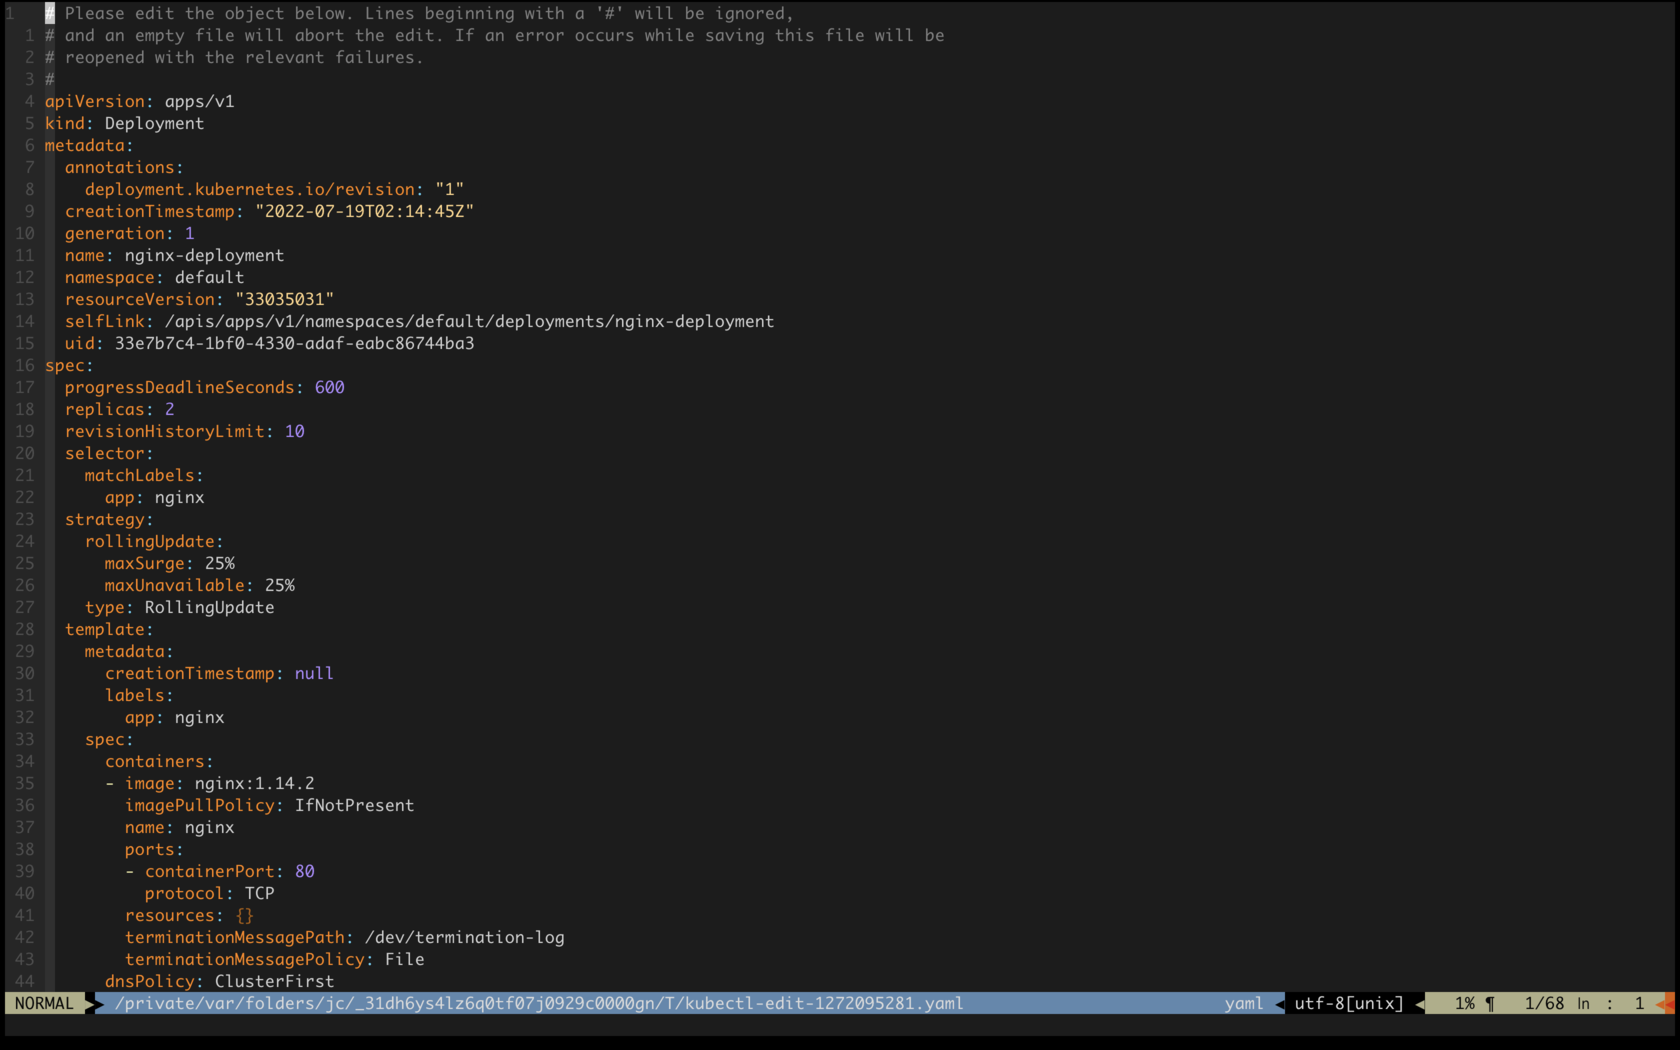 1 # Please edit the object below. Lines beginning with a '#' will be ignored,
1 # and an empty file will abort the edit. If an error occurs while saving this file will be
2 # reopened with the relevant failures.
3 #
4 apiVersion: apps/v1
5 kind: Deployment
6 metadata:
7   annotations:
8     deployment.kubernetes.io/revision: "1"
9   creationTimestamp: "2022-07-19T02:14:45Z"
10   generation: 1
11   name: nginx-deployment
12   namespace: default
13   resourceVersion: "33035031"
14   selfLink: /apis/apps/v1/namespaces/default/deployments/nginx-deployment
15   uid: 33e7b7c4-1bf0-4330-adaf-eabc86744ba3
16 spec:
17   progressDeadlineSeconds: 600
18   replicas: 2
19   revisionHistoryLimit: 10
20   selector:
21     matchLabels:
22       app: nginx
23   strategy:
24     rollingUpdate:
25       maxSurge: 25%
26       maxUnavailable: 25%
27     type: RollingUpdate
28   template:
29     metadata:
30       creationTimestamp: null
31       labels:
32         app: nginx
33     spec:
34       containers:
35       - image: nginx:1.14.2
36         imagePullPolicy: IfNotPresent
37         name: nginx
38         ports:
39         - containerPort: 80
40           protocol: TCP
41         resources: {}
42         terminationMessagePath: /dev/termination-log
43         terminationMessagePolicy: File
44       dnsPolicy: ClusterFirst
NORMAL /private/var/folders/jc/_31dh6ys4lz6q0tf07j0929c0000gn/T/kubectl-edit-1272095281.yaml yaml utf-8[unix] 1% ¶ 1/68 ln : 1